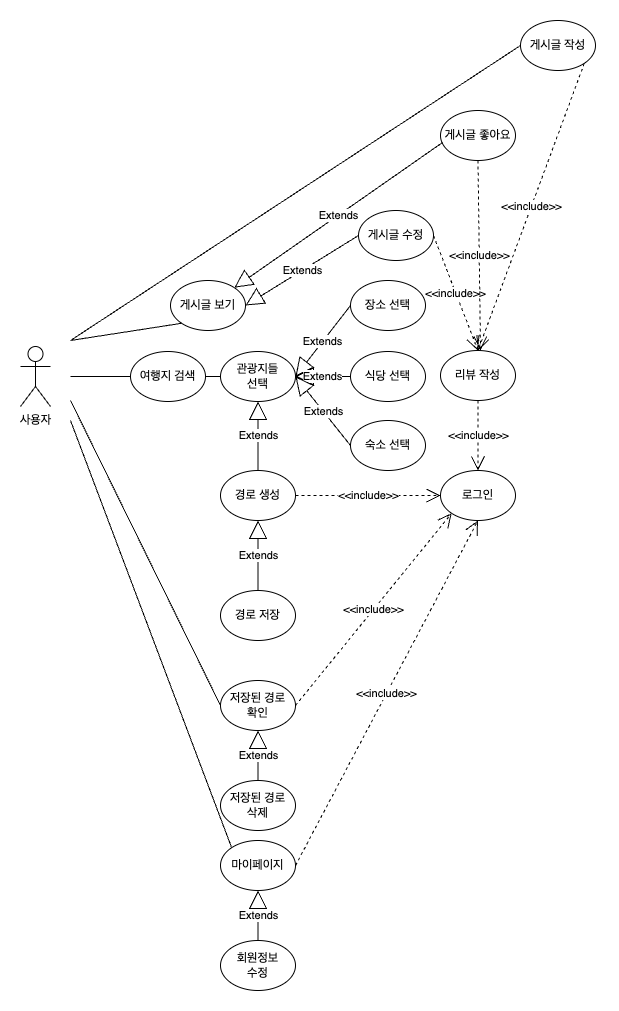 게시글 작성
게시글 좋아요
<<include>>
Extends
게시글 수정
<<include>>
Extends
<<include>>
게시글 보기
장소 선택
Extends
사용자
여행지 검색
관광지들
선택
Extends
식당 선택
리뷰 작성
Extends
숙소 선택
Extends
<<include>>
경로 생성
<<include>>
로그인
Extends
경로 저장
<<include>>
저장된 경로
확인
<<include>>
Extends
저장된 경로
삭제
마이페이지
Extends
회원정보
수정